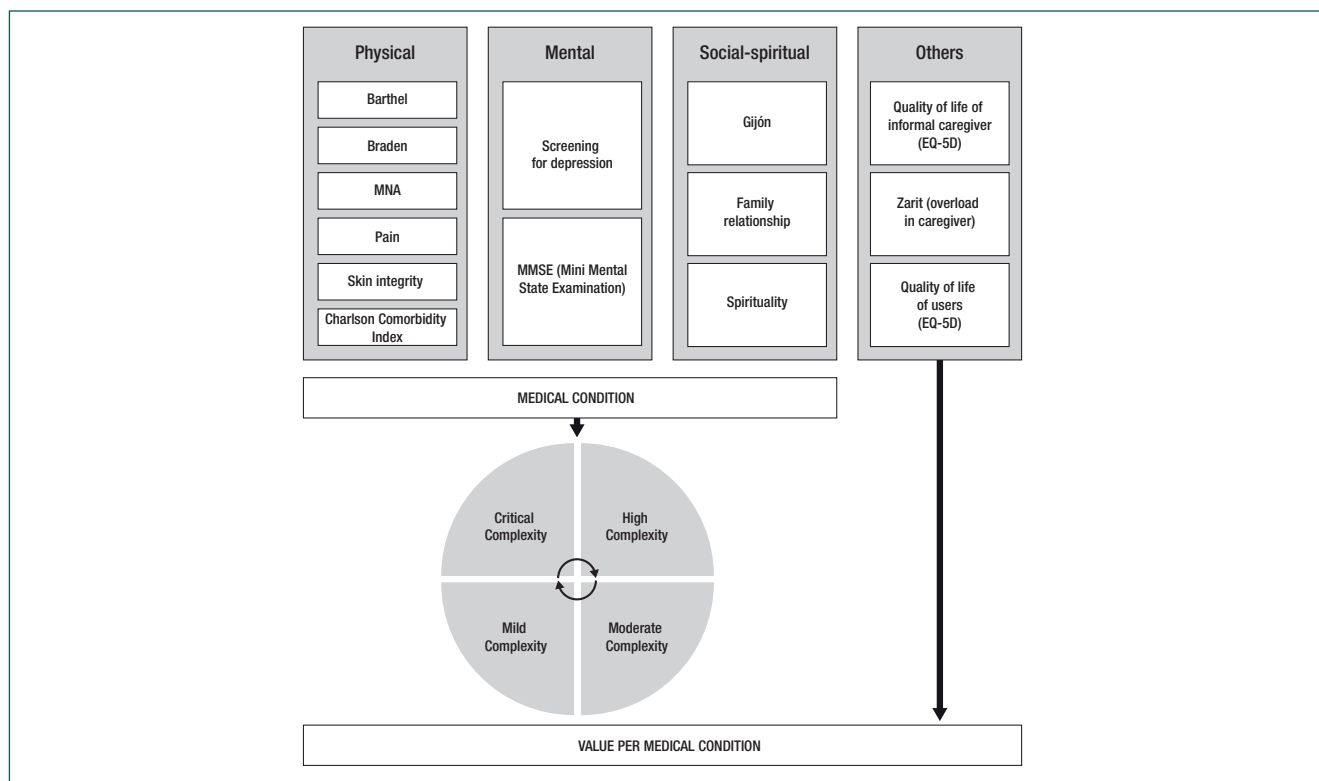 Physical
Barthel
Braden
MNA
Pain
Skin integrity
Charlson Comorbidity
Index
Mental
Screening
for depression
MMSE (Mini Mental
State Examination)
Social-spiritual
Gijón
Family
relationship
Spirituality
Others
Quality of life of
informal caregiver
(EQ-5D)
Zarit (overload
in caregiver)
Quality of life
of users
(EQ-5D)
MEDICAL CONDITION
Critical
Complexity
High
Complexity
Mild
Complexity
Moderate
Complexity
VALUE PER MEDICAL CONDITION